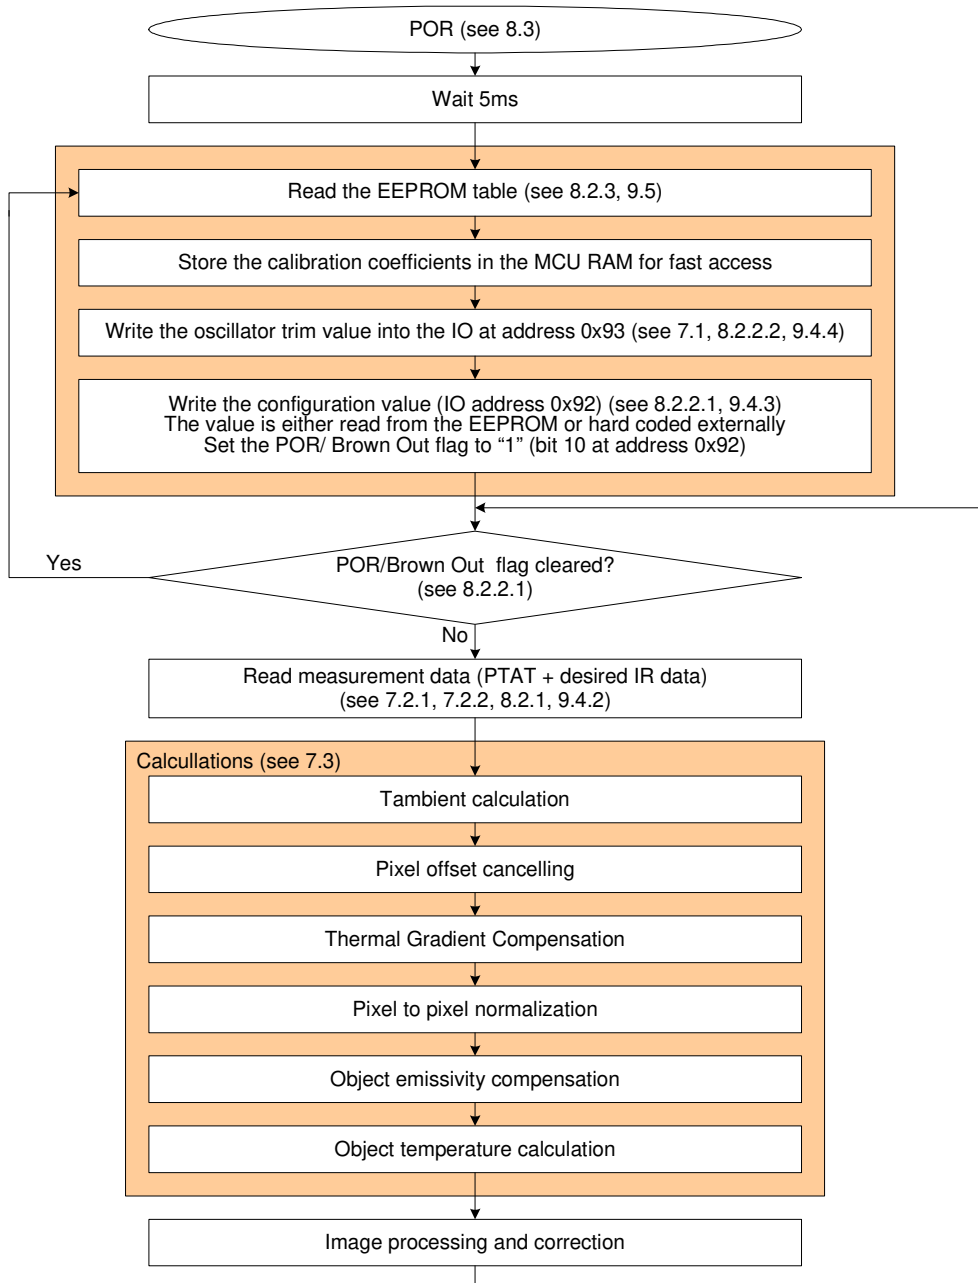 POR (see 8.3)
Wait 5ms
Read the EEPROM table (see 8.2.3, 9.5)
Store the calibration coefficients in the MCU RAM for fast access
Write the oscillator trim value into the IO at address 0x93 (see 7.1, 8.2.2.2, 9.4.4)
Write the configuration value (IO address 0x92) (see 8.2.2.1, 9.4.3)
The value is either read from the EEPROM or hard coded externally
Set the POR/ Brown Out flag to “1” (bit 10 at address 0x92)
Yes
POR/Brown Out flag cleared?
(see 8.2.2.1)
No
Read measurement data (PTAT + desired IR data)
(see 7.2.1, 7.2.2, 8.2.1, 9.4.2)
Calcullations (see 7.3)
Tambient calculation
Pixel offset cancelling
Thermal Gradient Compensation
Pixel to pixel normalization
Object emissivity compensation
Object temperature calculation
Image processing and correction